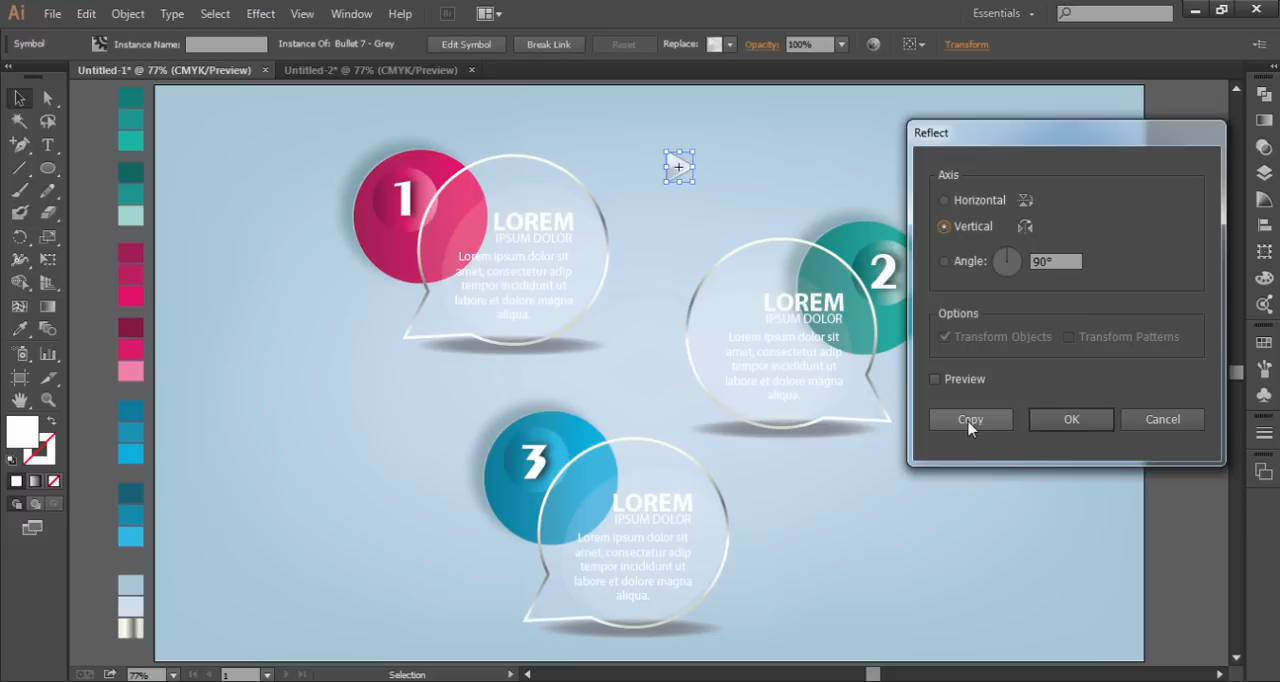 Ai File Edit Object Type Select Effect View Window Help Br Essentials
Symbol Instance Name: Instance Of: Bullet 7 - Grey Edit Symbol Break Link Reset Replace: Opacity: 100% Transform
Untitled-1* @ 77% (CMYK/Preview) × Untitled-2* @ 77% (CMYK/Preview) ×
1
LOREM
IPSUM DOLOR
Lorem ipsum dolor sit
amet, consectetur adip
tempor incididunt ut
labore et dolore magna
aliqua.
2
LOREM
IPSUM DOLOR
Lorem ipsum dolor sit
amet, consectetur adip
tempor incididunt ut
labore et dolore magna
aliqua.
3
LOREM
IPSUM DOLOR
Lorem ipsum dolor sit
amet, consectetur adip
tempor incididunt ut
labore et dolore magna
aliqua.
Reflect
Axis
Horizontal
Vertical
Angle: 90°
Options
Transform Objects Transform Patterns
Preview
Copy OK Cancel
77% 1 Selection